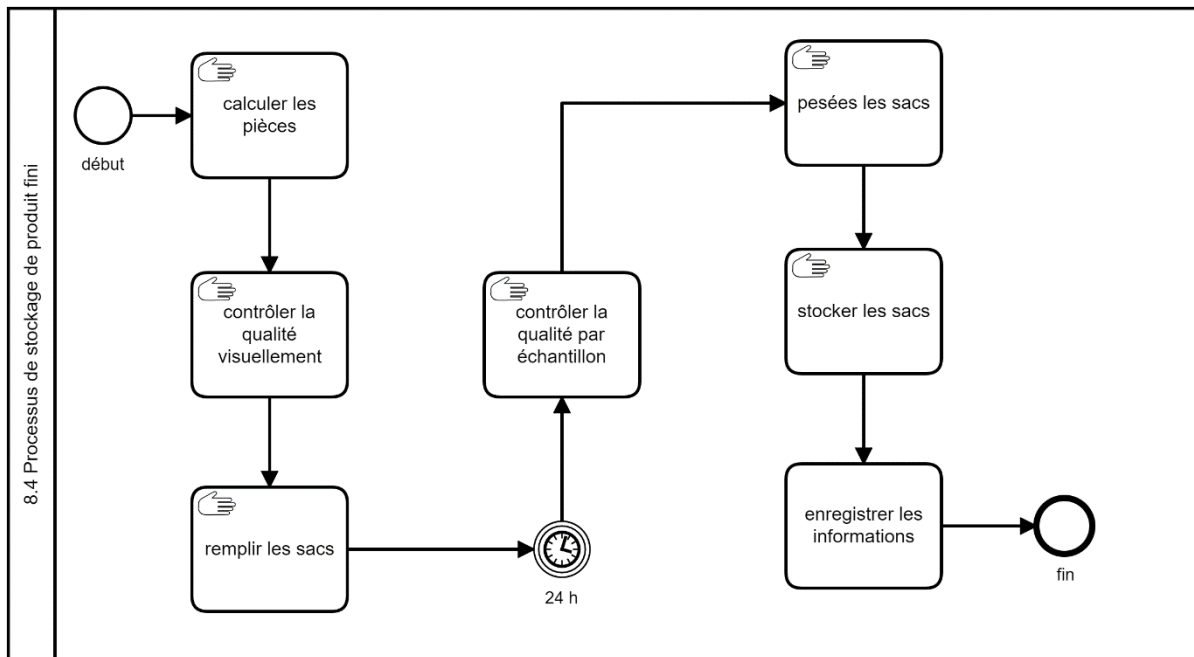 8.4 Processus de stockage de produit fini
début
calculer les
pièces
contrôler la
qualité
visuellement
remplir les sacs
24 h
contrôler la
qualité par
échantillon
pesées les sacs
stocker les sacs
enregistrer les
informations
fin